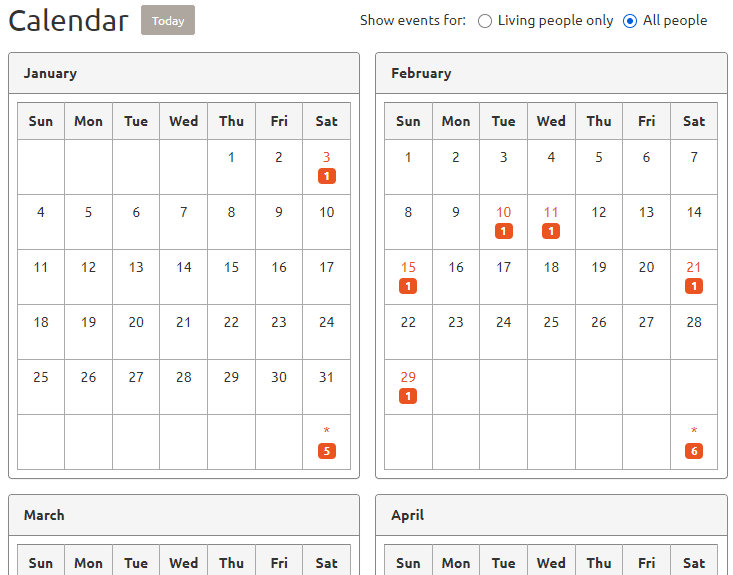 Calendar Today Show events for: Living people only All people
January
Sun Mon Tue Wed Thu Fri Sat
1 2 3
1
4 5 6 7 8 9 10
11 12 13 14 15 16 17
18 19 20 21 22 23 24
25 26 27 28 29 30 31
*
5
February
Sun Mon Tue Wed Thu Fri Sat
1 2 3 4 5 6 7
8 9 10 11 12 13 14
1 1
15 16 17 18 19 20 21
1 1
22 23 24 25 26 27 28
29
1
*
6
March
Sun Mon Tue Wed Thu Fri Sat
April
Sun Mon Tue Wed Thu Fri Sat